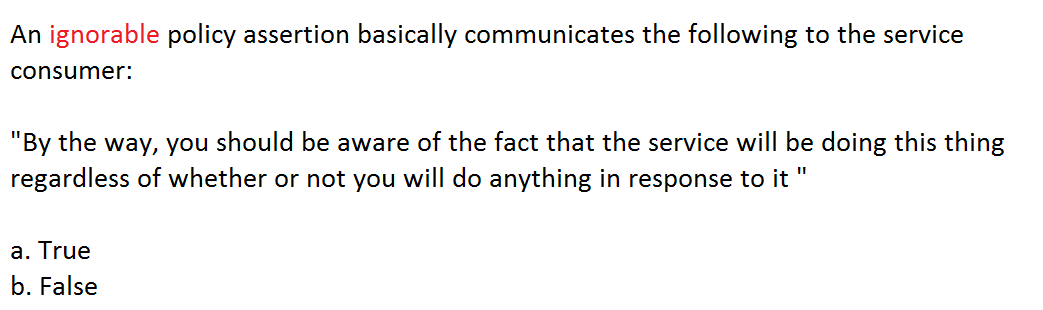 An ignorable policy assertion basically communicates the following to the service
consumer:
"By the way, you should be aware of the fact that the service will be doing this thing
regardless of whether or not you will do anything in response to it "
a. True
b. False